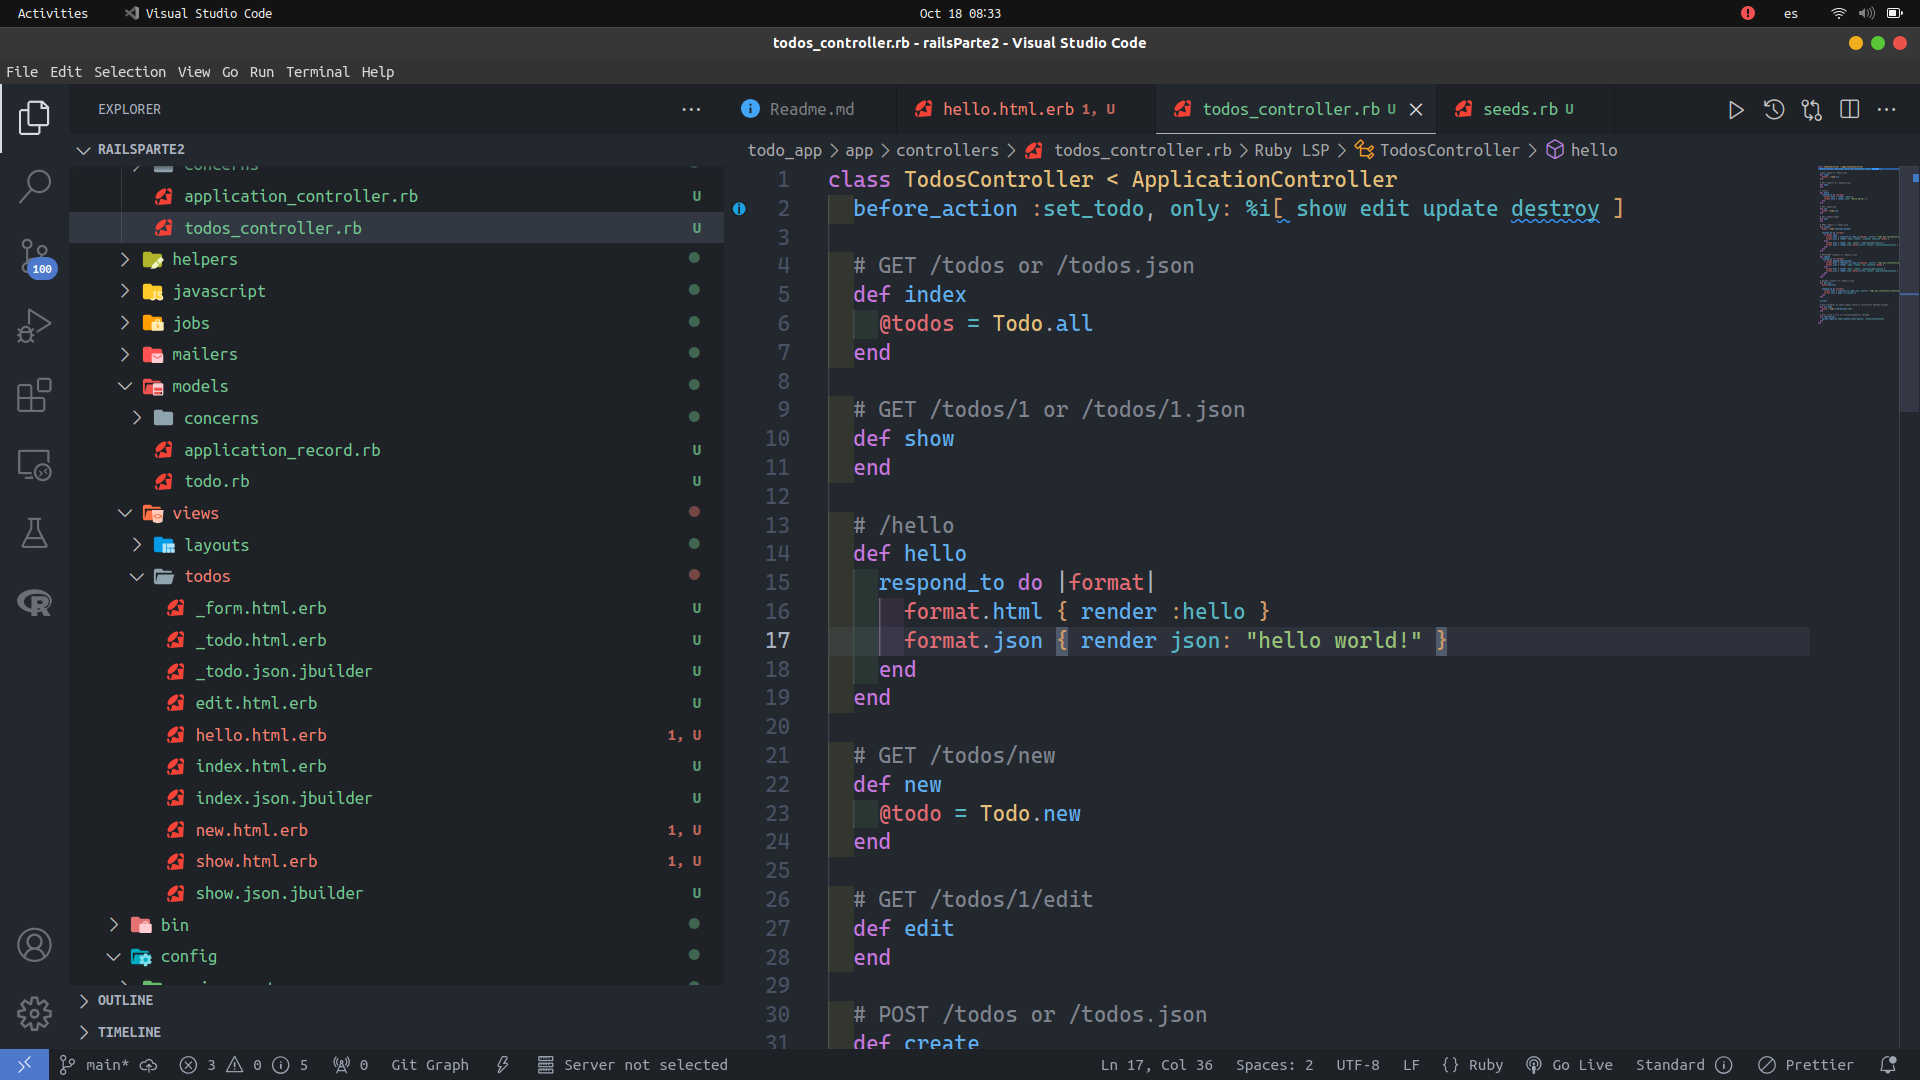 Activities
Visual Studio Code
Oct 18 08:33
es
todos_controller.rb - railsParte2 - Visual Studio Code
File Edit Selection View Go Run Terminal Help
EXPLORER
Readme.md
hello.html.erb 1, U
todos_controller.rb U
seeds.rb U
RAILSPARTE2
todo_app > app > controllers > todos_controller.rb > Ruby LSP > TodosController > hello
concerns
application_controller.rb U
todos_controller.rb U
helpers
javascript
jobs
mailers
models
concerns
application_record.rb U
todo.rb U
views
layouts
todos
_form.html.erb U
_todo.html.erb U
_todo.json.jbuilder U
edit.html.erb U
hello.html.erb 1, U
index.html.erb U
index.json.jbuilder U
new.html.erb 1, U
show.html.erb 1, U
show.json.jbuilder U
bin
config
OUTLINE
TIMELINE
100
1 class TodosController < ApplicationController
2 before_action :set_todo, only: %i[ show edit update destroy ]
3
4 # GET /todos or /todos.json
5 def index
6 @todos = Todo.all
7 end
8
9 # GET /todos/1 or /todos/1.json
10 def show
11 end
12
13 # /hello
14 def hello
15 respond_to do |format|
16 format.html { render :hello }
17 format.json { render json: "hello world!" }
18 end
19 end
20
21 # GET /todos/new
22 def new
23 @todo = Todo.new
24 end
25
26 # GET /todos/1/edit
27 def edit
28 end
29
30 # POST /todos or /todos.json
31 def create
main* 3 0 5 0 Git Graph Server not selected Ln 17, Col 36 Spaces: 2 UTF-8 LF {} Ruby Go Live Standard Prettier